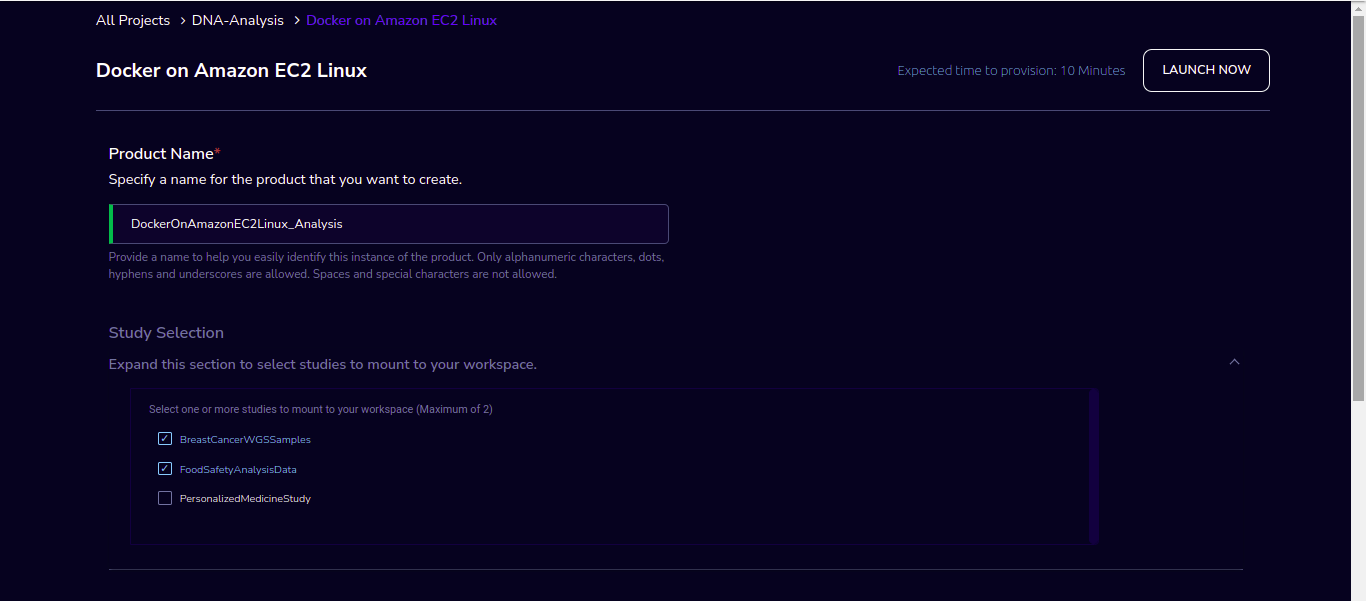 All Projects > DNA-Analysis > Docker on Amazon EC2 Linux
Docker on Amazon EC2 Linux
Expected time to provision: 10 Minutes
LAUNCH NOW
Product Name*
Specify a name for the product that you want to create.
DockerOnAmazonEC2Linux_Analysis
Provide a name to help you easily identify this instance of the product. Only alphanumeric characters, dots,
hyphens and underscores are allowed. Spaces and special characters are not allowed.
Study Selection
Expand this section to select studies to mount to your workspace.
Select one or more studies to mount to your workspace (Maximum of 2)
BreastCancerWGSSamples
FoodSafetyAnalysisData
PersonalizedMedicineStudy